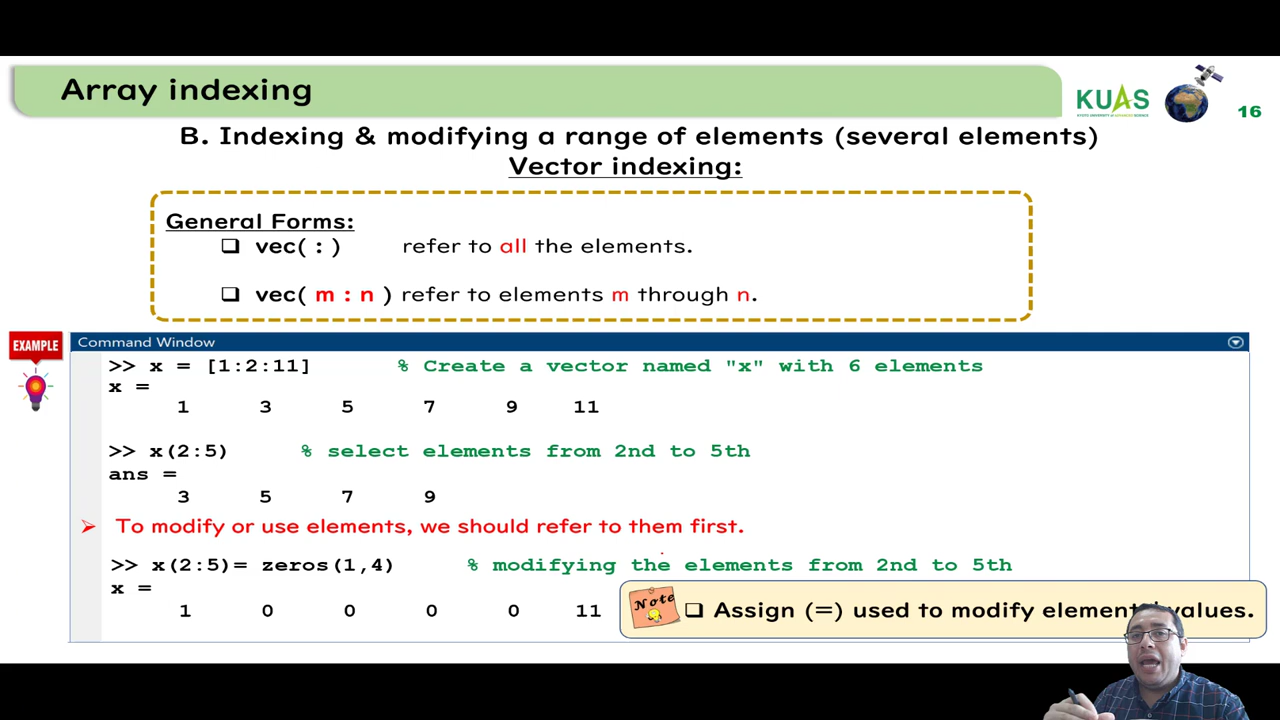 Array indexing
KUAS
16
B. Indexing & modifying a range of elements (several elements)
Vector indexing:
General Forms:
❑ vec( : ) refer to all the elements.
❑ vec( m : n ) refer to elements m through n.
EXAMPLE
Command Window
>> x = [1:2:11] % Create a vector named "x" with 6 elements
x =
1 3 5 7 9 11
>> x(2:5) % select elements from 2nd to 5th
ans =
3 5 7 9
➢ To modify or use elements, we should refer to them first.
>> x(2:5)= zeros(1,4) % modifying the elements from 2nd to 5th
x =
1 0 0 0 0 11
Note
❑ Assign (=) used to modify element values.